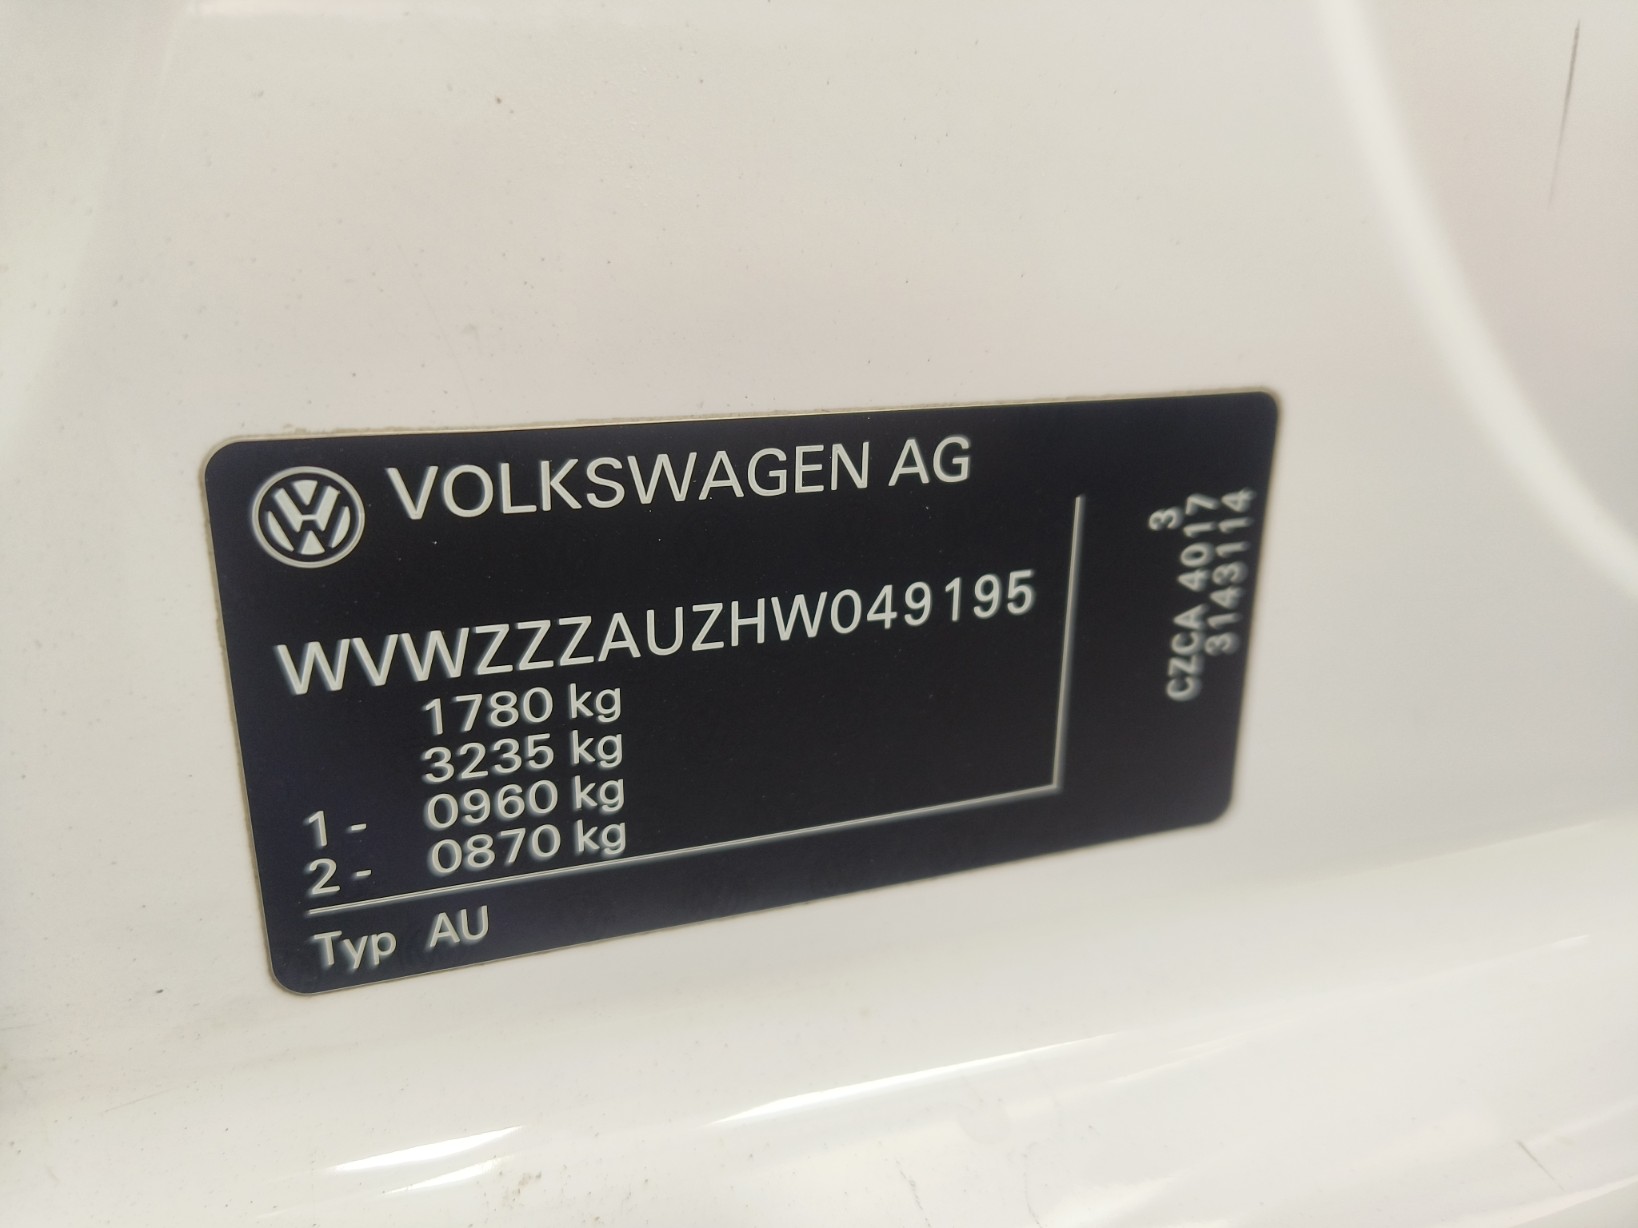 VOLKSWAGEN AG
WVWZZZAUZHW049195
1780 kg
3235 kg
1- 0960 kg
2- 0870 kg
Typ AU
3
CZCA 4017
3143114